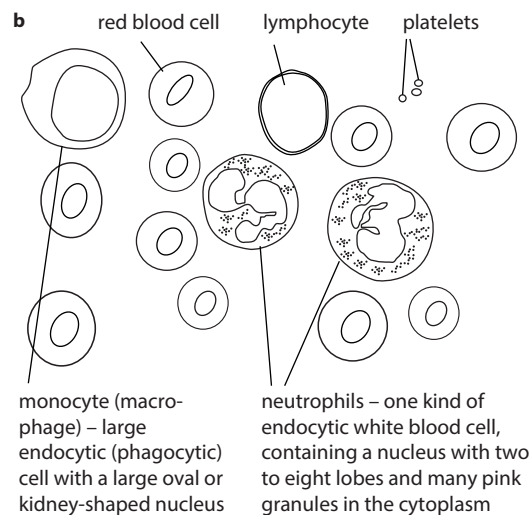 b
red blood cell
lymphocyte
platelets
monocyte (macro-
phage) – large
endocytic (phagocytic)
cell with a large oval or
kidney-shaped nucleus
neutrophils – one kind of
endocytic white blood cell,
containing a nucleus with two
to eight lobes and many pink
granules in the cytoplasm